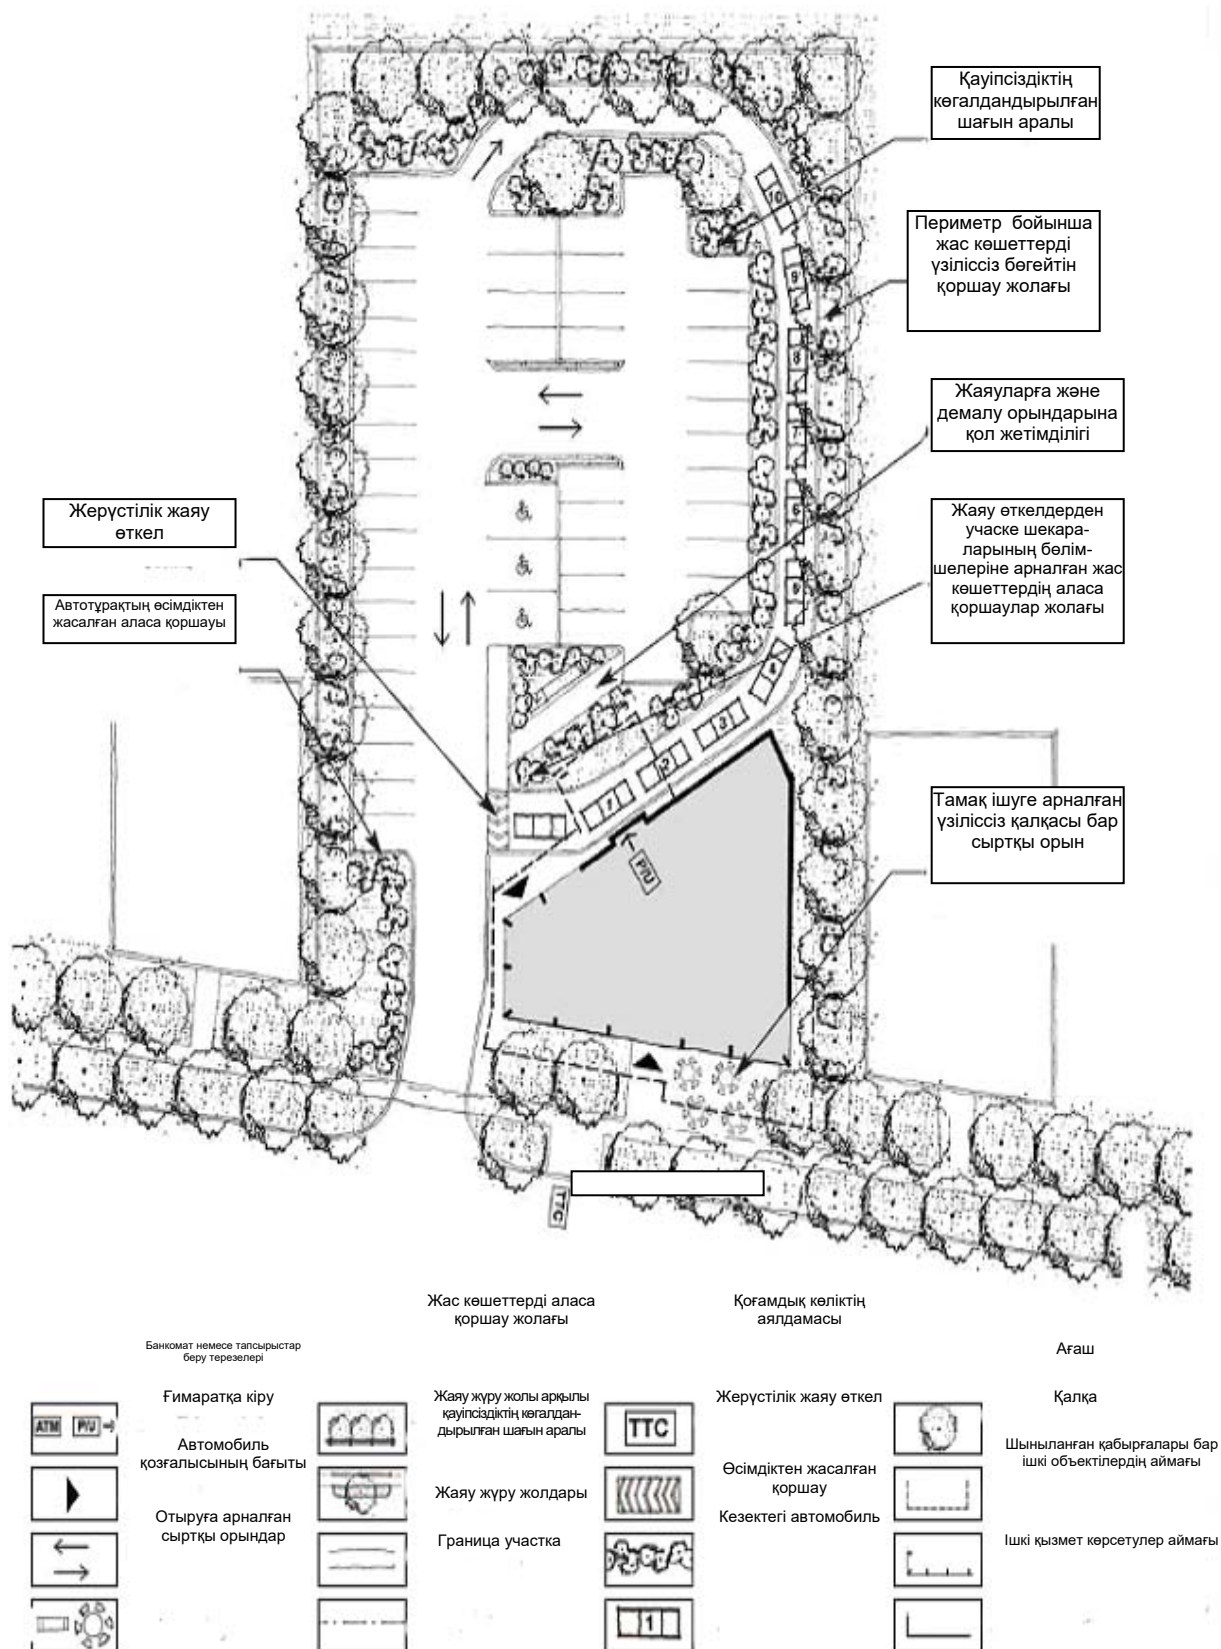 Қауіпсіздіктің
көгалдандырылған
шағын аралы
10
Периметр бойынша
жас көшеттерді
үзіліссіз бөгейтін
қоршау жолағы
9
8
Жаяуларға және
демалу орындарына
қол жетімділігі
7
Жерүстілік жаяу
өткел
Жаяу өткелдерден
учаске шекара-
ларының бөлім-
шелеріне арналған жас
көшеттердің аласа
қоршаулар жолағы
6
5
Автотұрақтың өсімдіктен
жасалған аласа қоршауы
4
3
2
1
Тамақ ішуге арналған
үзіліссіз қалқасы бар
сыртқы орын
P/U
TTC
Жас көшеттерді аласа
қоршау жолағы
Қоғамдық көліктің
аялдамасы
Банкомат немесе тапсырыстар
беру терезелері
Ағаш
Ғимаратқа кіру
Жаяу жүру жолы арқылы
қауіпсіздіктің көгалдан-
дырылған шағын аралы
Жерүстілік жаяу өткел
Қалқа
ATM P/U
TTC
Автомобиль
қозғалысының бағыты
Шыныланған қабырғалары бар
ішкі объектілердің аймағы
Жаяу жүру жолдары
Өсімдіктен жасалған
қоршау
Отыруға арналған
сыртқы орындар
Граница участка
Кезектегі автомобиль
Ішкі қызмет көрсетулер аймағы
1